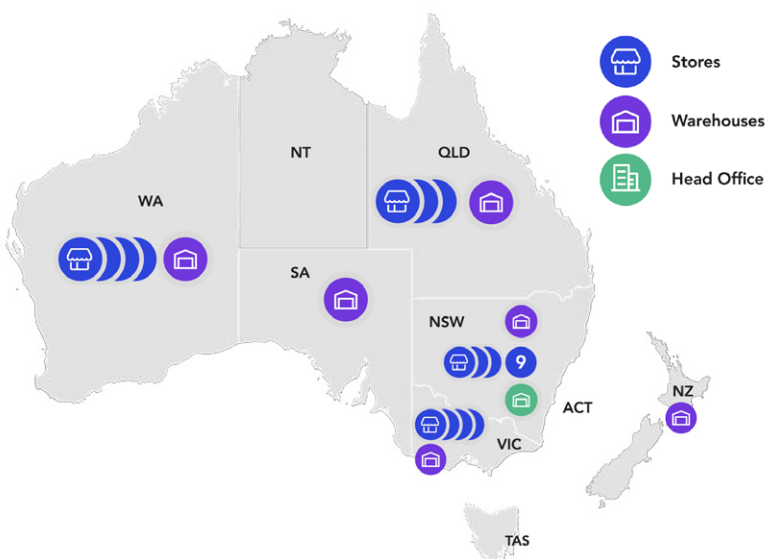 Stores
Warehouses
Head Office
NT
QLD
WA
SA
NSW
9
NZ
ACT
VIC
TAS